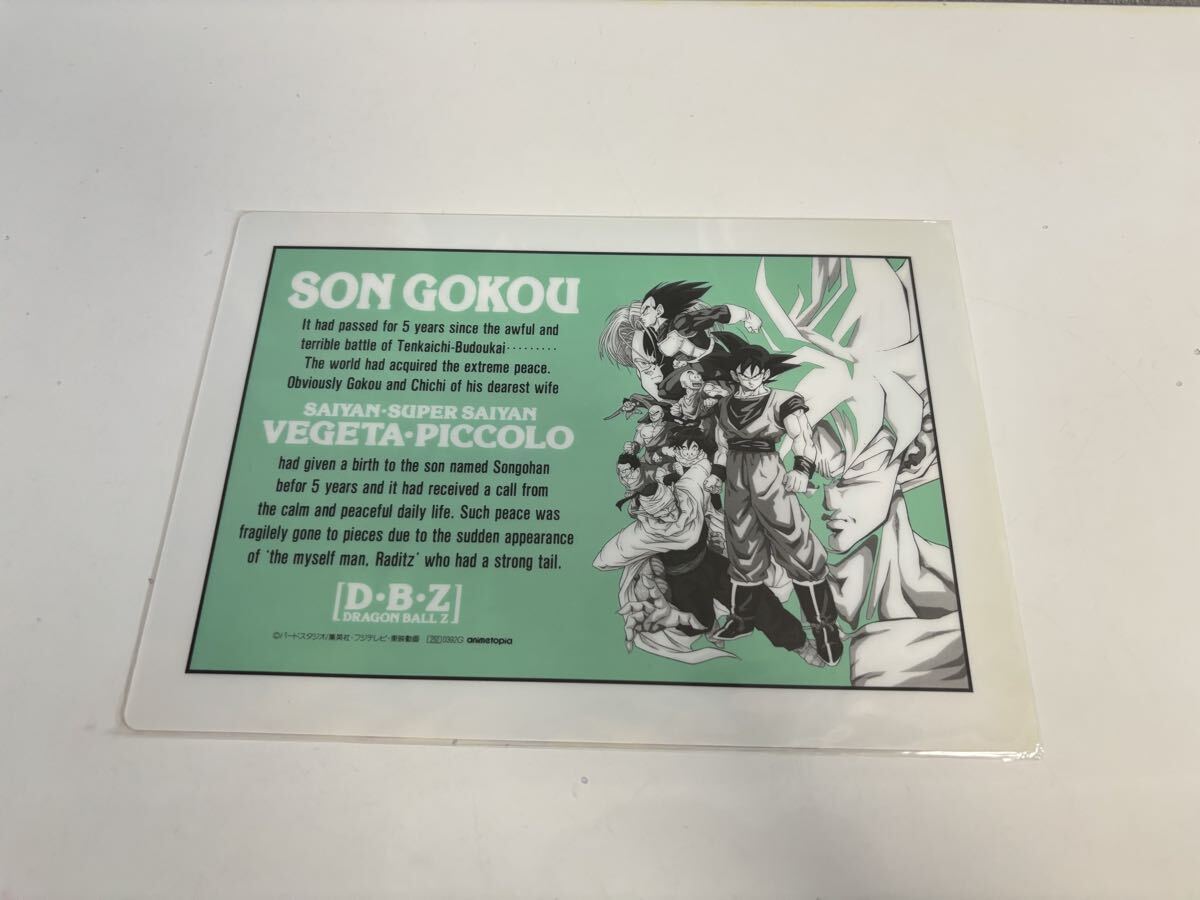 SON GOKOU
It had passed for 5 years since the awful and
terrible battle of Tenkaichi-Budoukai·········
The world had acquired the extreme peace.
Obviously Gokou and Chichi of his dearest wife
SAIYAN·SUPER SAIYAN
VEGETA·PICCOLO
had given a birth to the son named Songohan
befor 5 years and it had received a call from
the calm and peaceful daily life. Such peace was
fragilely gone to pieces due to the sudden appearance
of 'the myself man, Raditz' who had a strong tail.
[D·B·Z]
DRAGON BALL Z
©バードスタジオ/集英社・フジテレビ・東映動画 0392G animetopia